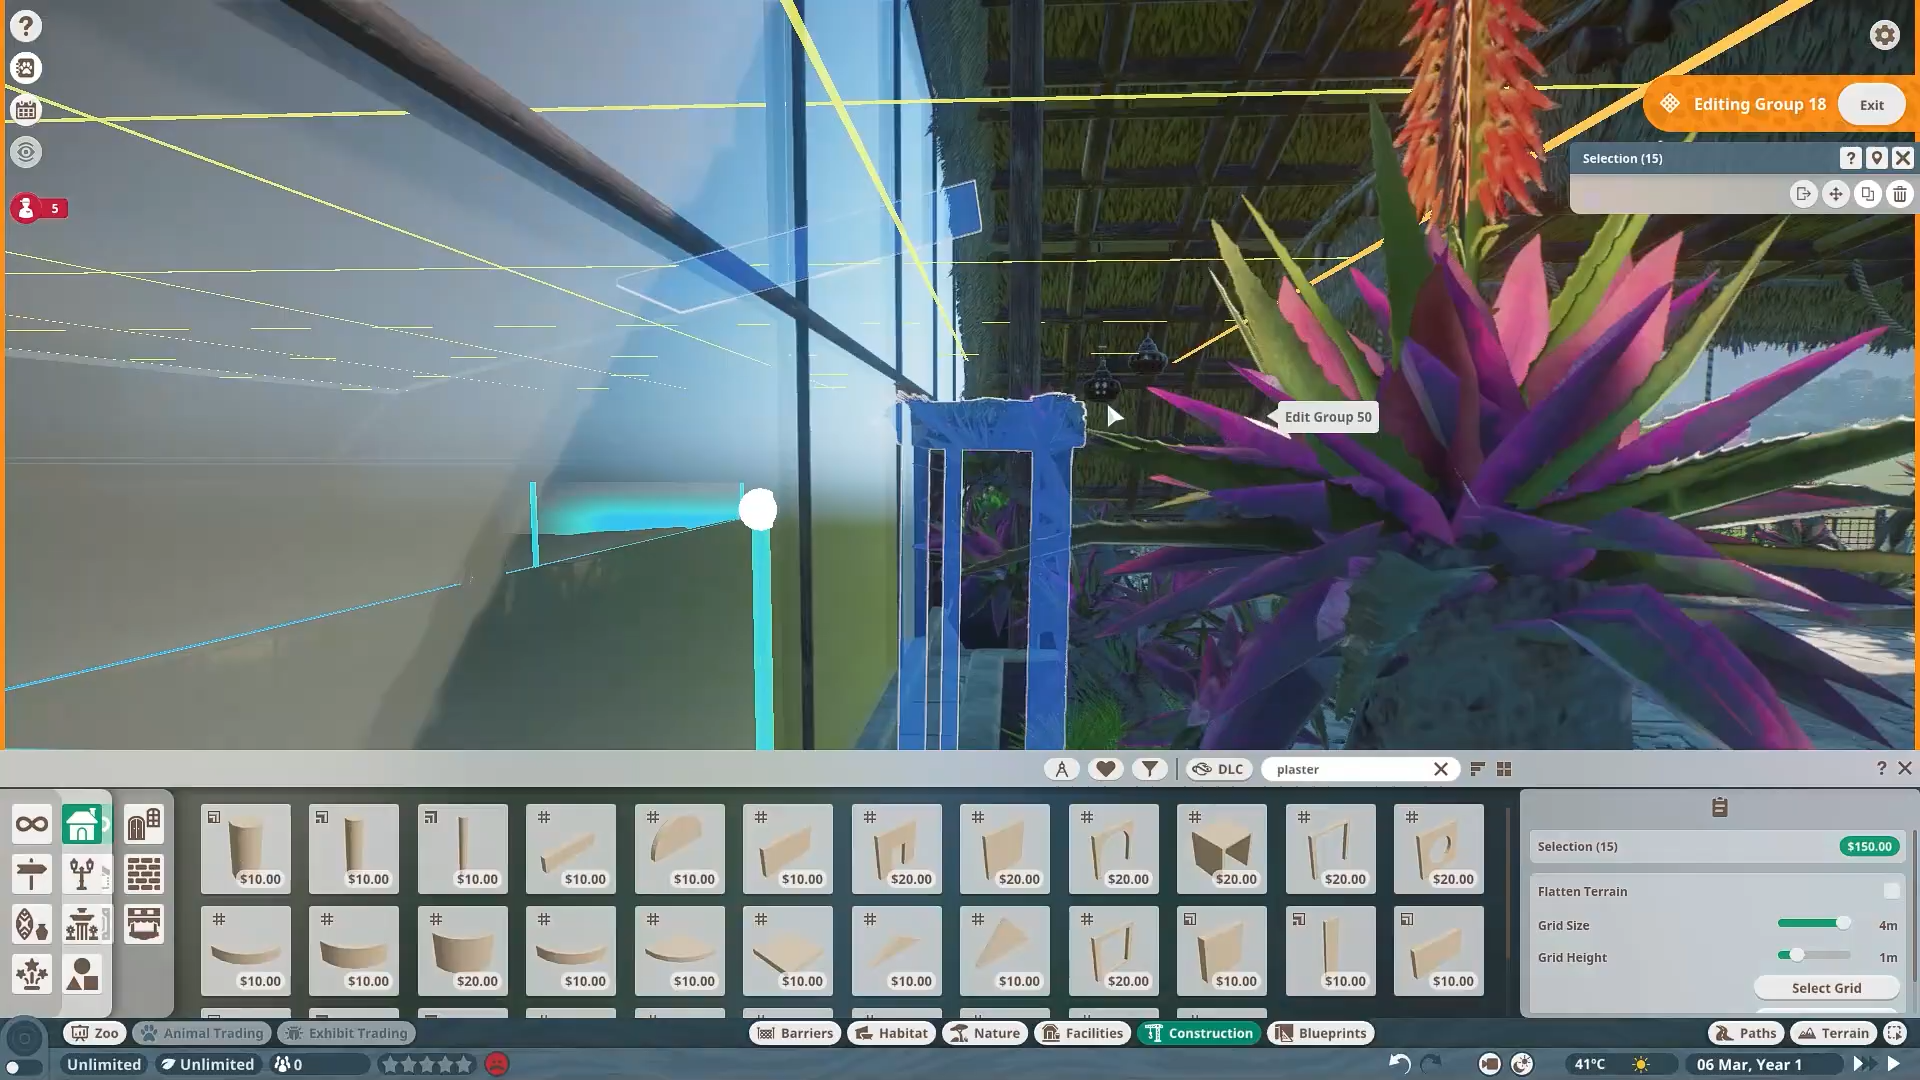 ?
Editing Group 18
Exit
Selection (15)
?
5
Edit Group 50
DLC
plaster
?
$10.00
$10.00
$10.00
$10.00
$10.00
$10.00
$20.00
$20.00
$20.00
$20.00
$20.00
$20.00
$10.00
$10.00
$20.00
$10.00
$10.00
$10.00
$10.00
$10.00
$20.00
$10.00
$10.00
$10.00
Selection (15)
$150.00
Flatten Terrain
Grid Size
4m
Grid Height
1m
Select Grid
Zoo
Animal Trading
Exhibit Trading
Barriers
Habitat
Nature
Facilities
Construction
Blueprints
Paths
Terrain
Unlimited
Unlimited
0
41°C
06 Mar, Year 1